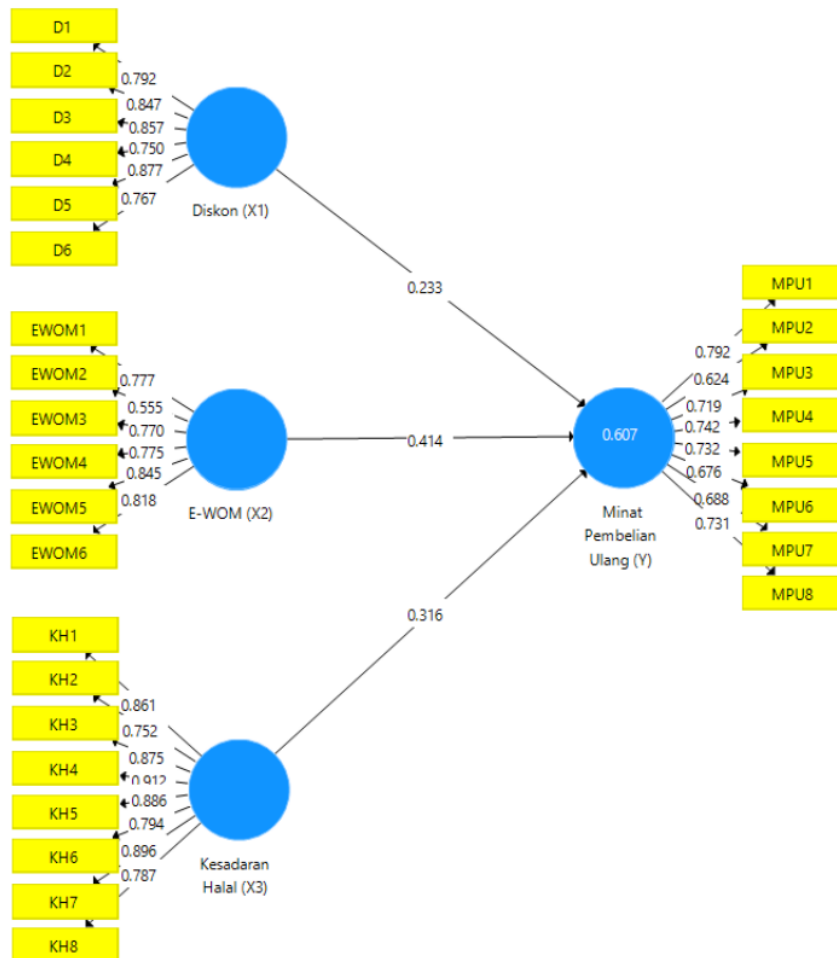 D1
D2
D3
D4
D5
D6
0.792
0.847
0.857
0.750
0.877
0.767
Diskon (X1)
0.233
EWOM1
EWOM2
EWOM3
EWOM4
EWOM5
EWOM6
0.777
0.555
0.770
0.775
0.845
0.818
E-WOM (X2)
0.414
KH1
KH2
KH3
KH4
KH5
KH6
KH7
KH8
0.861
0.752
0.875
0.912
0.886
0.794
0.896
0.787
Kesadaran
Halal (X3)
0.316
0.607
Minat
Pembelian
Ulang (Y)
0.792
0.624
0.719
0.742
0.732
0.676
0.688
0.731
MPU1
MPU2
MPU3
MPU4
MPU5
MPU6
MPU7
MPU8